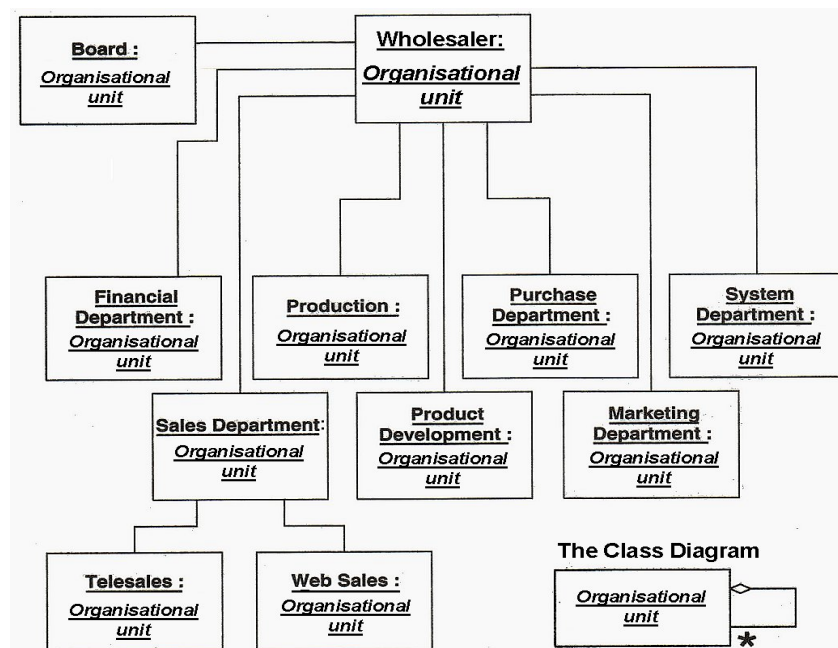 Board :
Organisational
unit
Wholesaler:
Organisational
unit
Financial
Department :
Organisational
unit
Production :
Organisational
unit
Purchase
Department :
Organisational
unit
System
Department :
Organisational
unit
Sales Department:
Organisational
unit
Product
Development :
Organisational
unit
Marketing
Department :
Organisational
unit
Telesales :
Organisational
unit
Web Sales :
Organisational
unit
The Class Diagram
Organisational
unit
*